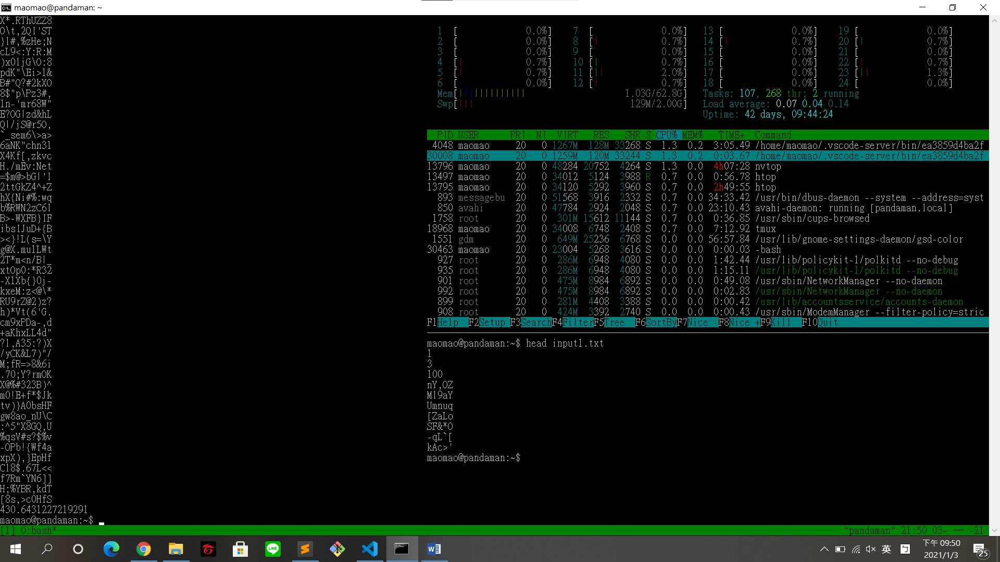 maomao@pandaman: ~
X*.RThUZZ8
O\t,2QI'ST
}l#,%zHe;N
cL9<:Y:R:M
)x01jG\O:8
pdK"\Ei>l&
B#"Q?#2kXO
8$"p\Pz3#,
ln-'mr68W"
E?OG|zd&hL
Q|/jS@r5O,
`_sem6\>a>
6aNK"chn31
X4Kf[,zkvc
H./mEv:Net
=$m@>bG|'l
2ttGkZ4^+Z
hX{Ni#%:wq
b%RWN2zC6l
B>-WXFB}IF
ibsIJuD+{B
><}!L(s=\Y
g@X.mulLWt
2T*m<n/B|_
xtOp0:*R32
-X1Xb{}0j-
kxeM:z<@\*
RU9rZ@2)z?
h)*Vt(6'G.
cm9xPDa-,d
+aKhxLL4d"
?1,A35:?)X
/yCK&L7)"/
M;fR=>8&6i
.70;Y?rmOK
X@%#323B)^
m0!E+f*$Jk
tv)}A0bsHF
gw8ao_nU\C
:^5"X8GQ,U
%qsV#s?$%v
-OPb!{Wf4a
xpX),}EpHf
C18$.67L<<
f7Rm`YN6]]
H;%YBR,kdT
[8s,>c0HfS
430.6431227219291
maomao@pandaman:~$
1 [ 0.0%] 7 [ 0.0%] 13 [ 0.0%] 19 [ 0.0%]
2 [ 0.0%] 8 [| 0.7%] 14 [| 0.7%] 20 [| 0.7%]
3 [ 0.0%] 9 [ 0.0%] 15 [ 0.0%] 21 [ 0.0%]
4 [| 0.7%] 10 [| 0.7%] 16 [ 0.0%] 22 [| 0.7%]
5 [| 0.7%] 11 [|| 2.0%] 17 [ 0.0%] 23 [|| 1.3%]
6 [ 0.0%] 12 [| 0.7%] 18 [ 0.0%] 24 [ 0.0%]
Mem[||||||||||||| 1.03G/62.8G] Tasks: 107, 268 thr; 2 running
Swp[||| 129M/2.00G] Load average: 0.07 0.04 0.14
Uptime: 42 days, 09:44:24
PID USER PRI NI VIRT RES SHR S CPU% MEM% TIME+ Command
4048 maomao 20 0 1267M 128M 33268 S 1.3 0.2 3:05.49 /home/maomao/.vscode-server/bin/ea3859d4ba2f
30008 maomao 20 0 1259M 120M 33244 S 1.3 0.2 0:03.67 /home/maomao/.vscode-server/bin/ea3859d4ba2f
13796 maomao 20 0 48284 20752 4264 S 1.3 0.0 4h07:28 nvtop
13497 maomao 20 0 34012 5124 3988 R 0.7 0.0 0:56.78 htop
13795 maomao 20 0 34120 5292 3960 S 0.7 0.0 2h49:55 htop
893 messagebu 20 0 51568 3916 2332 S 0.7 0.0 34:33.42 /usr/bin/dbus-daemon --system --address=syst
850 avahi 20 0 47784 2924 2048 S 0.7 0.0 23:10.43 avahi-daemon: running [pandaman.local]
1758 root 20 0 301M 15612 11144 S 0.7 0.0 0:36.85 /usr/sbin/cups-browsed
18968 maomao 20 0 34008 6748 2408 S 0.7 0.0 7:12.92 tmux
1551 gdm 20 0 649M 25236 6768 S 0.0 0.0 56:57.84 /usr/lib/gnome-settings-daemon/gsd-color
30463 maomao 20 0 23004 5268 3616 S 0.0 0.0 0:00.03 -bash
927 root 20 0 286M 6948 4080 S 0.0 0.0 1:42.44 /usr/lib/policykit-1/polkitd --no-debug
935 root 20 0 286M 6948 4080 S 0.0 0.0 1:15.11 /usr/lib/policykit-1/polkitd --no-debug
901 root 20 0 475M 8984 6892 S 0.0 0.0 0:49.08 /usr/sbin/NetworkManager --no-daemon
992 root 20 0 475M 8984 6892 S 0.0 0.0 0:02.83 /usr/sbin/NetworkManager --no-daemon
899 root 20 0 281M 4408 3388 S 0.0 0.0 0:00.42 /usr/lib/accountsservice/accounts-daemon
908 root 20 0 424M 3392 2740 S 0.0 0.0 0:00.43 /usr/sbin/ModemManager --filter-policy=stric
F1Help F2Setup F3SearchF4FilterF5Tree F6SortByF7Nice -F8Nice +F9Kill F10Quit
maomao@pandaman:~$ head input1.txt
1
3
100
nY,OZ
M19aY
Umnuq
[ZaLo
SF&*O
-qL`[
kAc>'
maomao@pandaman:~$
[1] 0:bash* "pandaman" 21:50 03- 一 -21
英 下午 09:50
2021/1/3
25
LINE